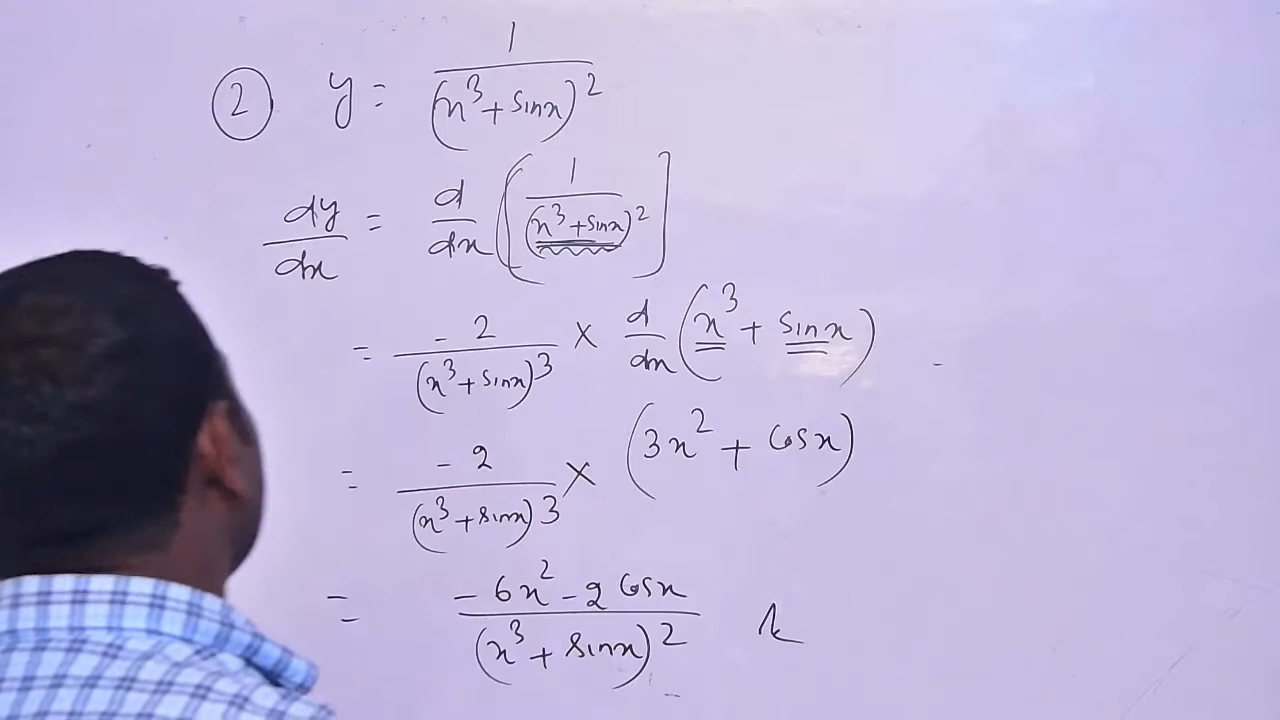 ② y = 1/(x³ + sinx)²
dy/dx = d/dx [1/(x³ + sinx)²]
= -2/(x³ + sinx)³ × d/dx (x³ + sinx)
= -2/(x³ + sinx)³ × (3x² + cosx)
= -6x² - 2cosx/(x³ + sinx)²